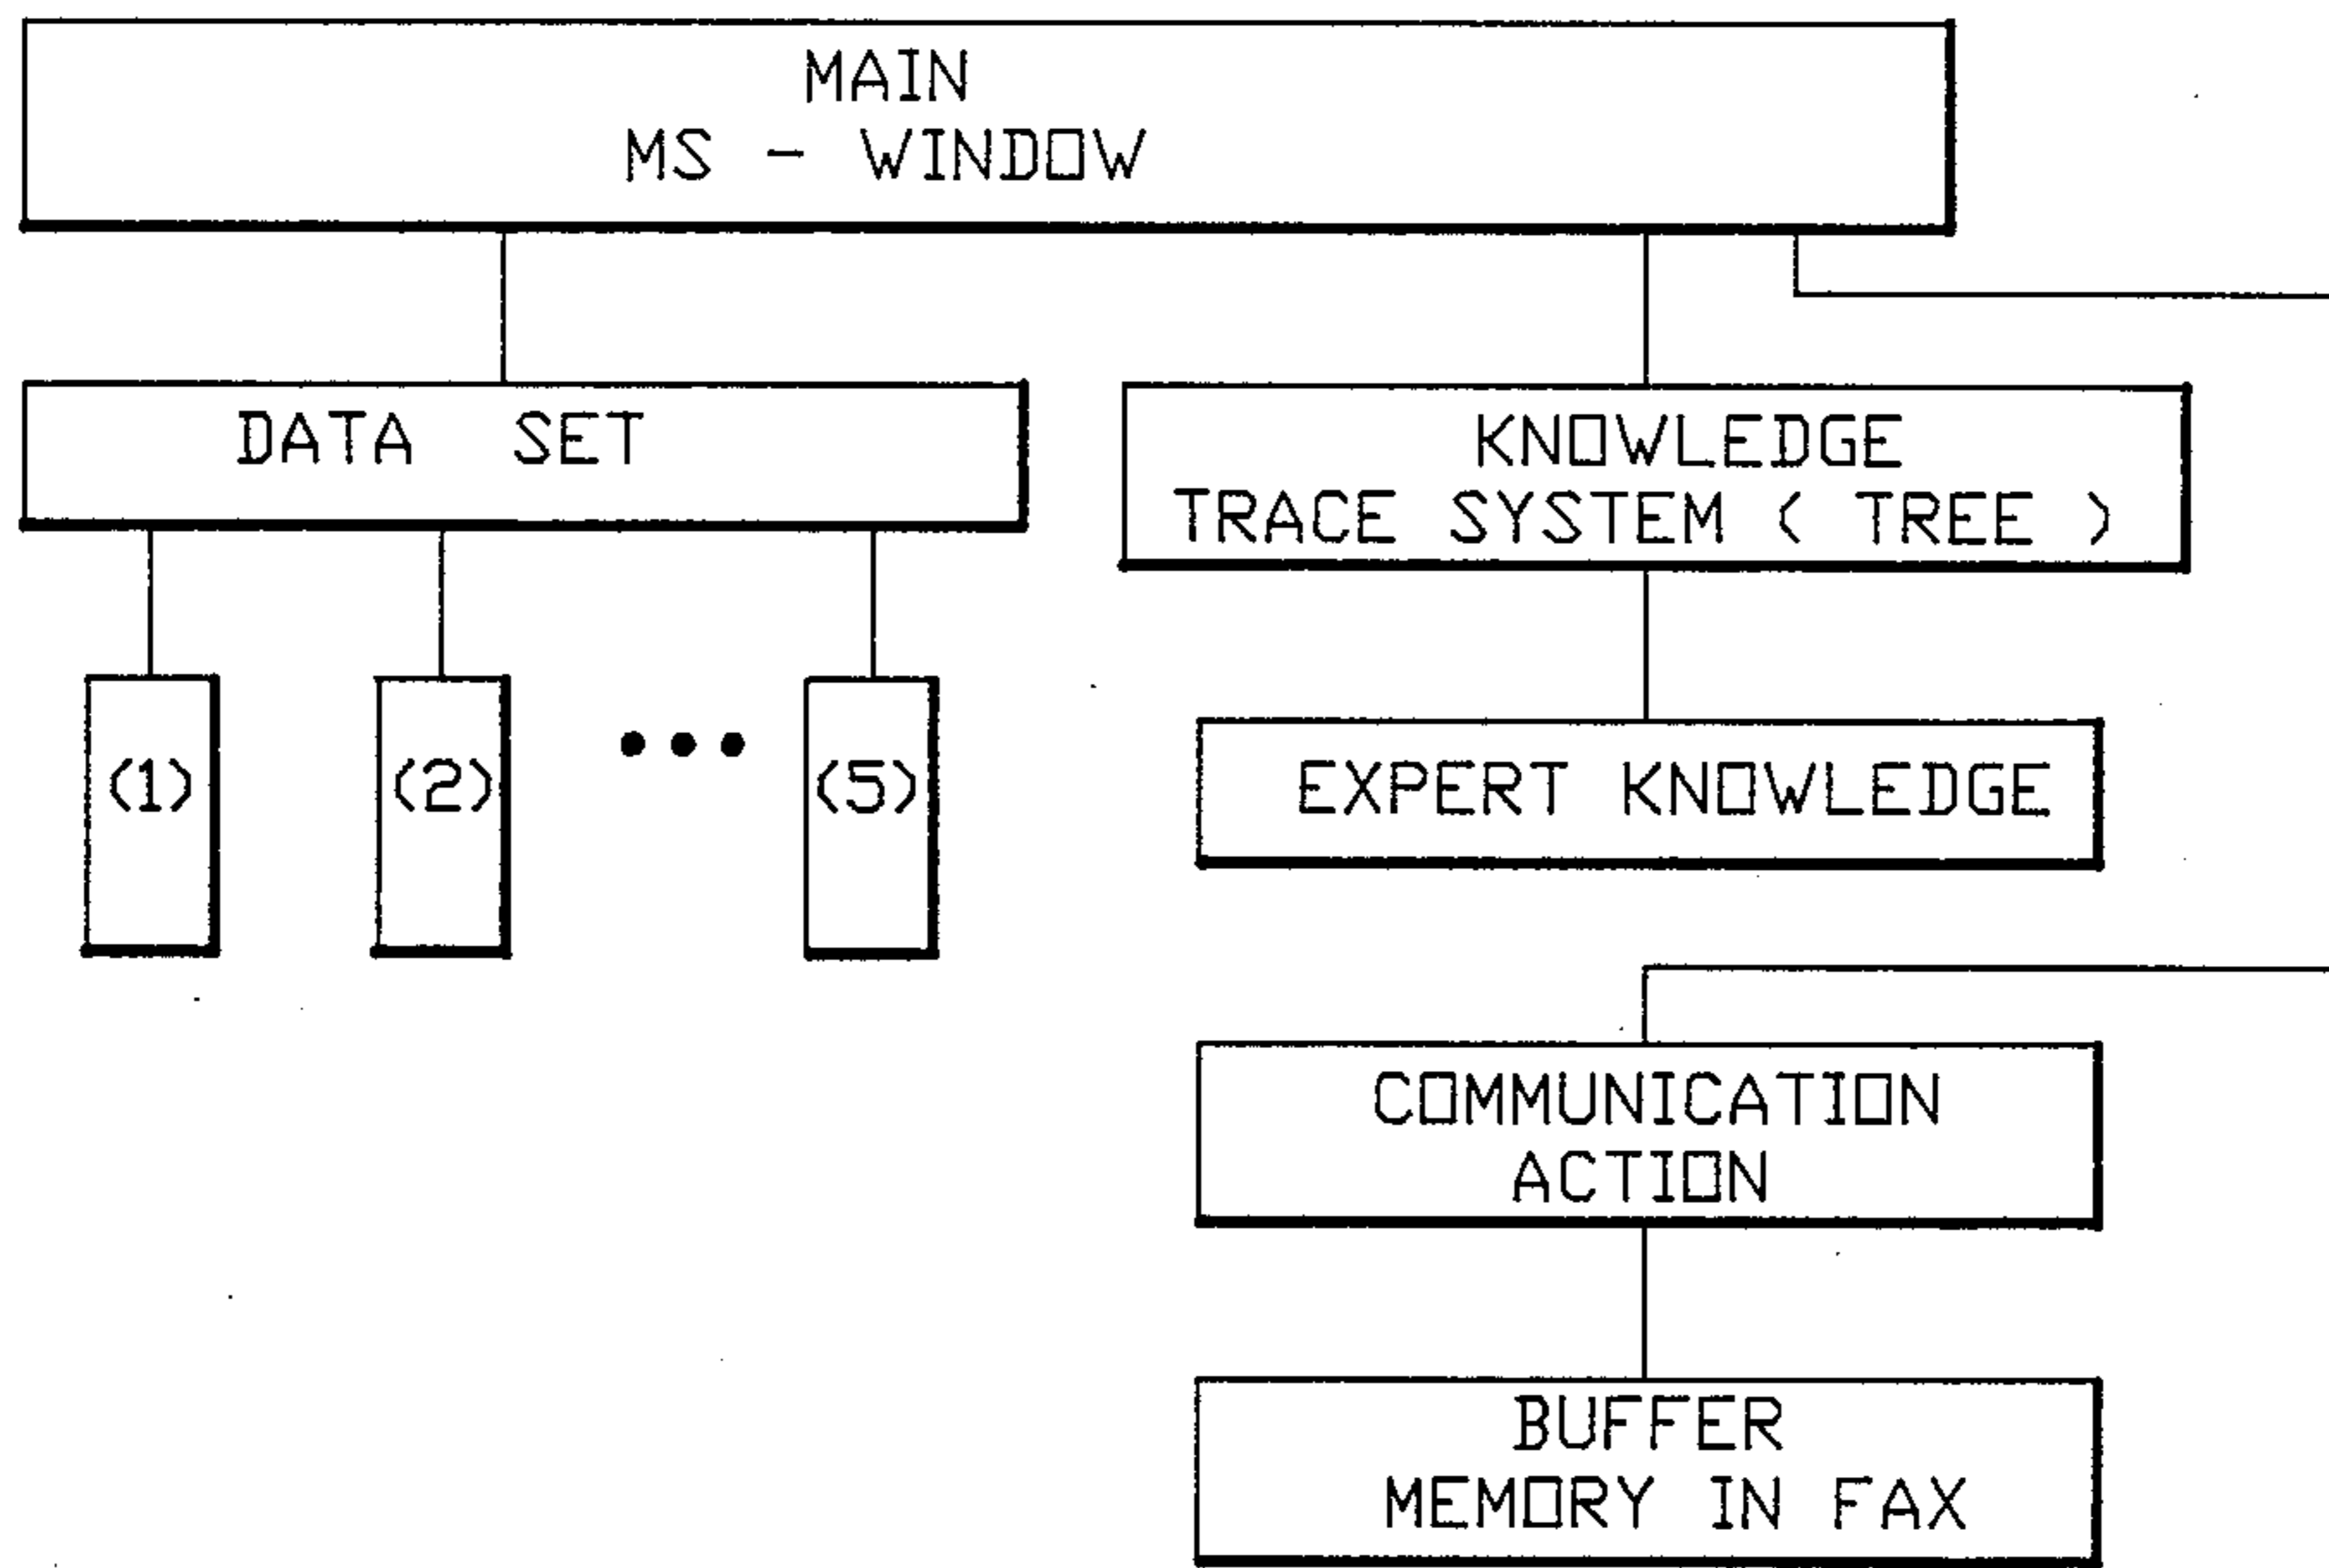 MAIN
MS - WINDOW
DATA SET
KNOWLEDGE
TRACE SYSTEM ( TREE )
(1)
(2)
(5)
EXPERT KNOWLEDGE
COMMUNICATION
ACTION
BUFFER
MEMORY IN FAX